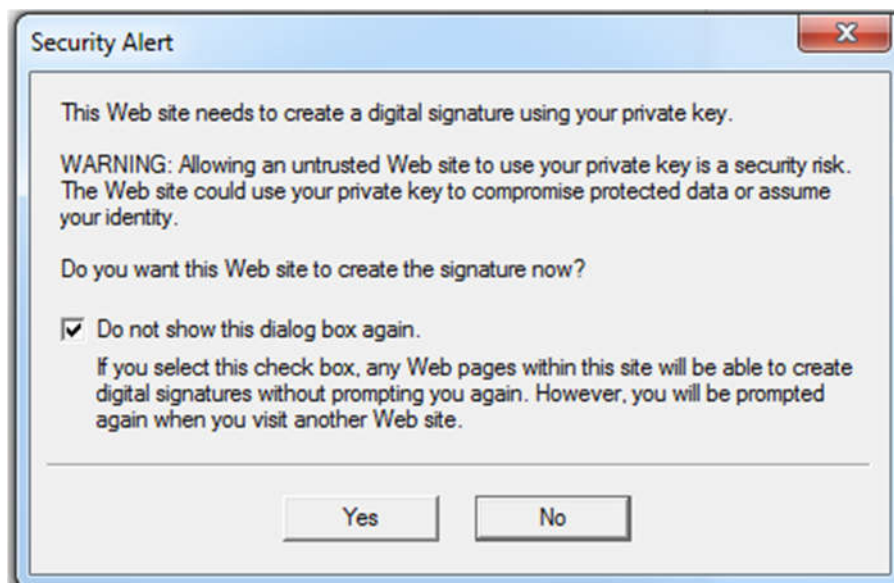 Security Alert
This Web site needs to create a digital signature using your private key.
WARNING: Allowing an untrusted Web site to use your private key is a security risk.
The Web site could use your private key to compromise protected data or assume
your identity.
Do you want this Web site to create the signature now?
Do not show this dialog box again.
If you select this check box, any Web pages within this site will be able to create
digital signatures without prompting you again. However, you will be prompted
again when you visit another Web site.
Yes
No